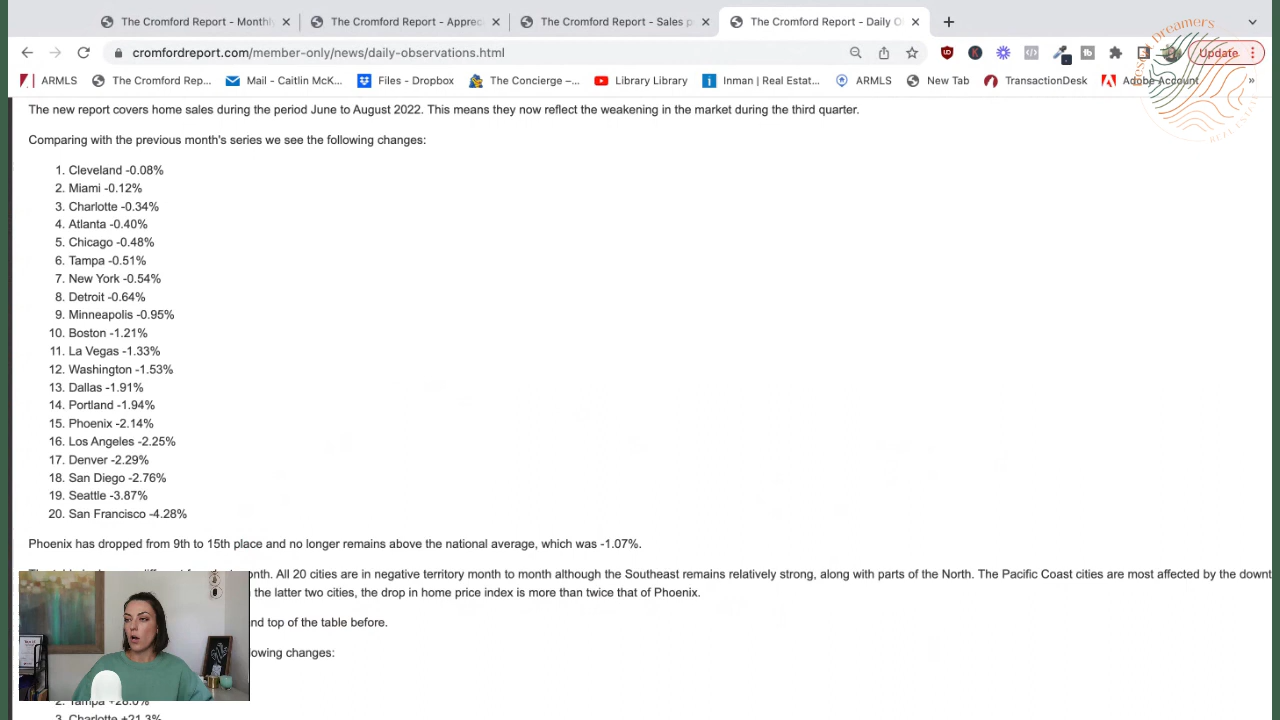 The Cromford Report - Monthl
The Cromford Report - Apprec
The Cromford Report - Sales p
The Cromford Report - Daily O
cromfordreport.com/member-only/news/daily-observations.html
Update
ARMLS
The Cromford Rep...
Mail - Caitlin McK...
Files - Dropbox
The Concierge –...
Library Library
Inman | Real Estat...
ARMLS
New Tab
TransactionDesk
Adobe Account
Desert Dreamers
The new report covers home sales during the period June to August 2022. This means they now reflect the weakening in the market during the third quarter.
Comparing with the previous month's series we see the following changes:
1. Cleveland -0.08%
2. Miami -0.12%
3. Charlotte -0.34%
4. Atlanta -0.40%
5. Chicago -0.48%
6. Tampa -0.51%
7. New York -0.54%
8. Detroit -0.64%
9. Minneapolis -0.95%
10. Boston -1.21%
11. La Vegas -1.33%
12. Washington -1.53%
13. Dallas -1.91%
14. Portland -1.94%
15. Phoenix -2.14%
16. Los Angeles -2.25%
17. Denver -2.29%
18. San Diego -2.76%
19. Seattle -3.87%
20. San Francisco -4.28%
Phoenix has dropped from 9th to 15th place and no longer remains above the national average, which was -1.07%.
onth. All 20 cities are in negative territory month to month although the Southeast remains relatively strong, along with parts of the North. The Pacific Coast cities are most affected by the downt
the latter two cities, the drop in home price index is more than twice that of Phoenix.
nd top of the table before.
owing changes:
2. Tampa +28.0%
3. Charlotte +21.3%